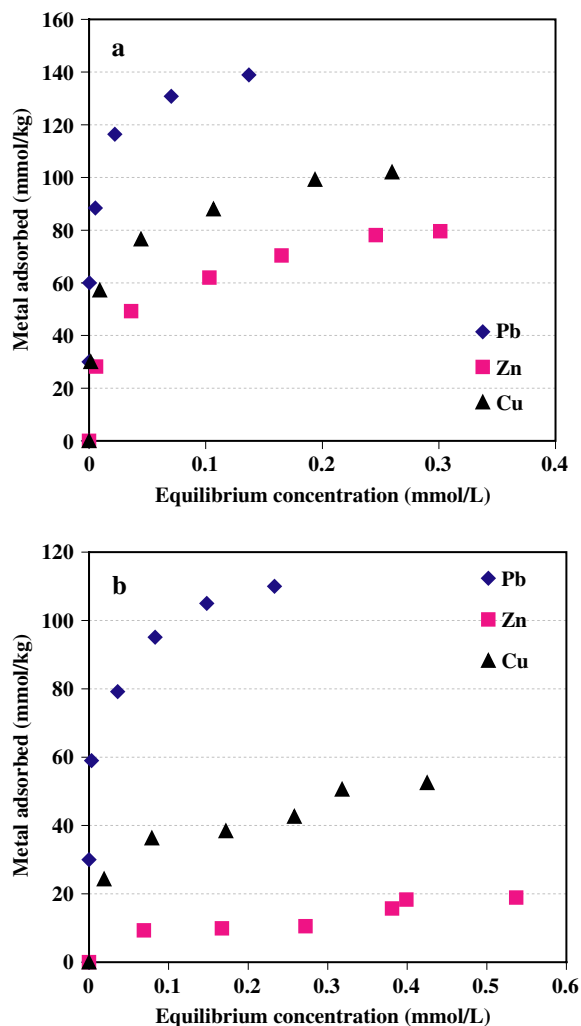 160
a
140
120
100
80
60
40
20
0
Metal adsorbed (mmol/kg)
Pb
Zn
Cu
0 0.1 0.2 0.3 0.4
Equilibrium concentration (mmol/L)
120
b
100
80
60
40
20
0
Metal adsorbed (mmol/kg)
Pb
Zn
Cu
0 0.1 0.2 0.3 0.4 0.5 0.6
Equilibrium concentration (mmol/L)